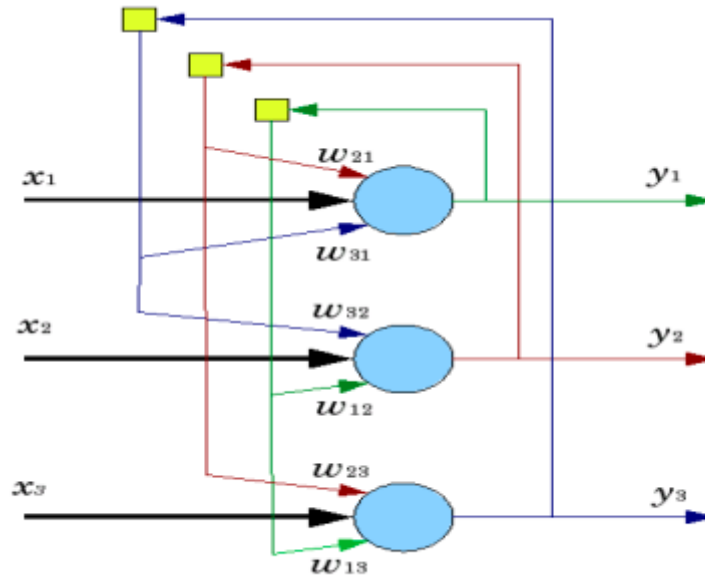 w₂₁
x₁ y₁
w₃₁
w₃₂
x₂ y₂
w₁₂
w₂₃
x₃ y₃
w₁₃